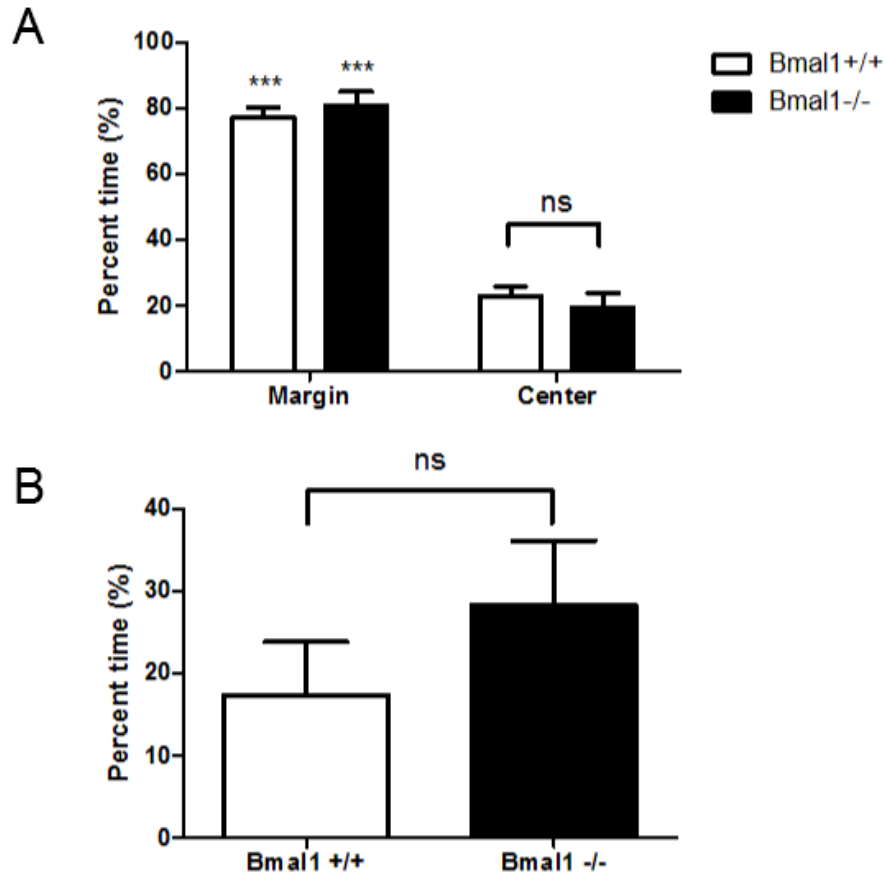 A
Percent time (%)
100
80
60
40
20
0
***
***
ns
Margin
Center
Bmal1+/+
Bmal1-/-
B
Percent time (%)
40
30
20
10
0
ns
Bmal1 +/+
Bmal1 -/-